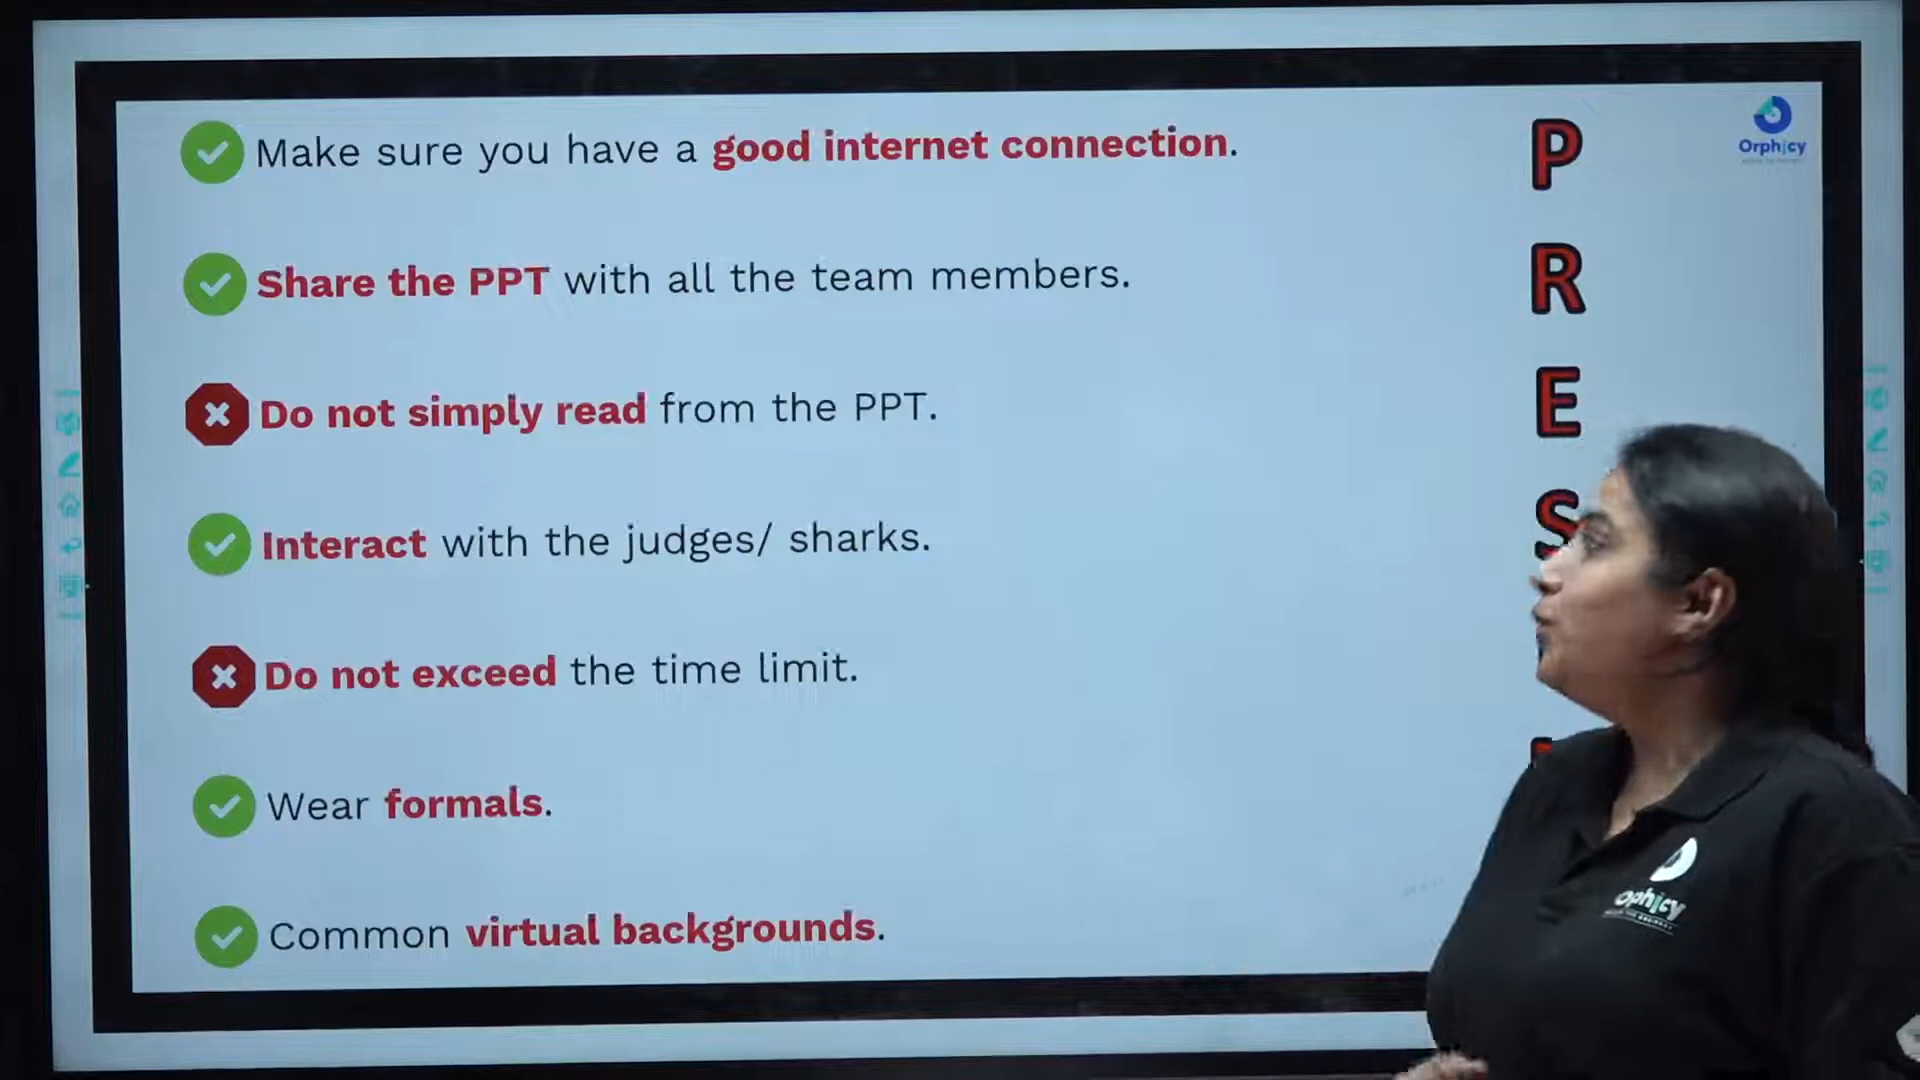 Make sure you have a good internet connection.
Share the PPT with all the team members.
Do not simply read from the PPT.
Interact with the judges/ sharks.
Do not exceed the time limit.
Wear formals.
Common virtual backgrounds.
P
R
E
S
Orphicy
Orphicy